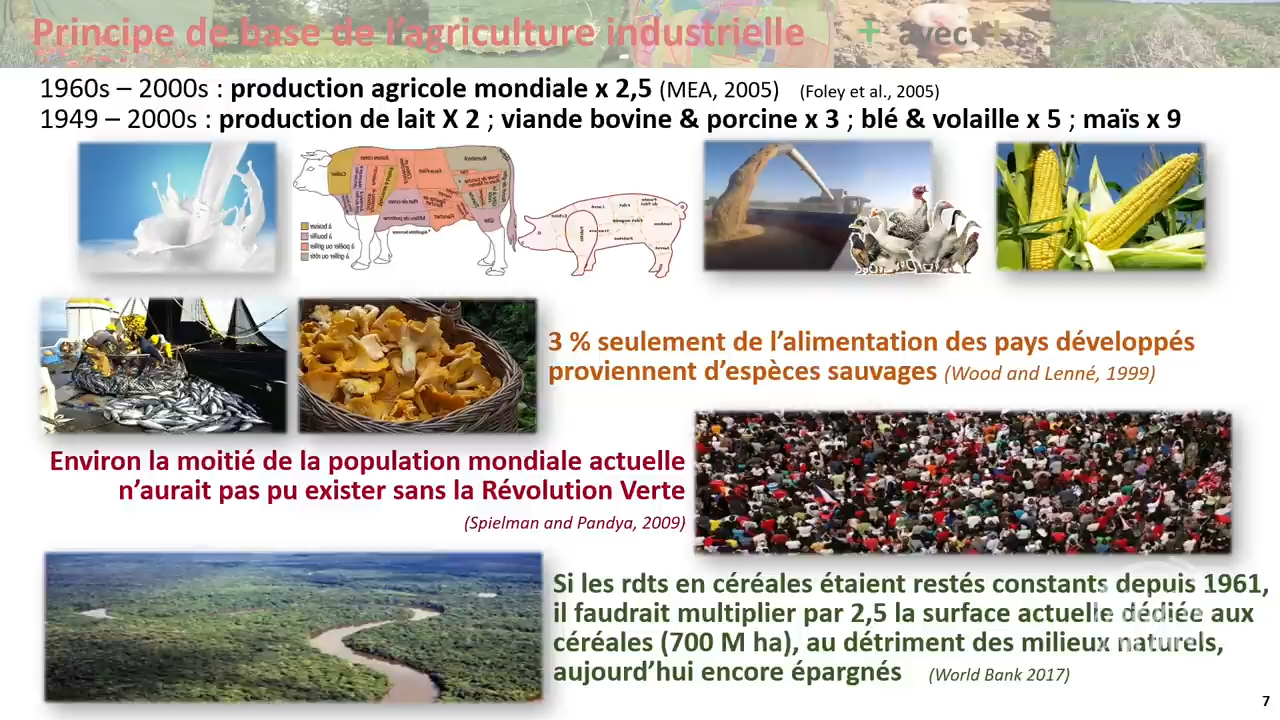 Principe de base de l’agriculture industrielle + avec +
1960s – 2000s : production agricole mondiale x 2,5 (MEA, 2005) (Foley et al., 2005)
1949 – 2000s : production de lait X 2 ; viande bovine & porcine x 3 ; blé & volaille x 5 ; maïs x 9
3 % seulement de l’alimentation des pays développés
proviennent d’espèces sauvages (Wood and Lenné, 1999)
Environ la moitié de la population mondiale actuelle
n’aurait pas pu exister sans la Révolution Verte
(Spielman and Pandya, 2009)
Si les rdts en céréales étaient restés constants depuis 1961,
il faudrait multiplier par 2,5 la surface actuelle dédiée aux
céréales (700 M ha), au détriment des milieux naturels,
aujourd’hui encore épargnés (World Bank 2017)
7